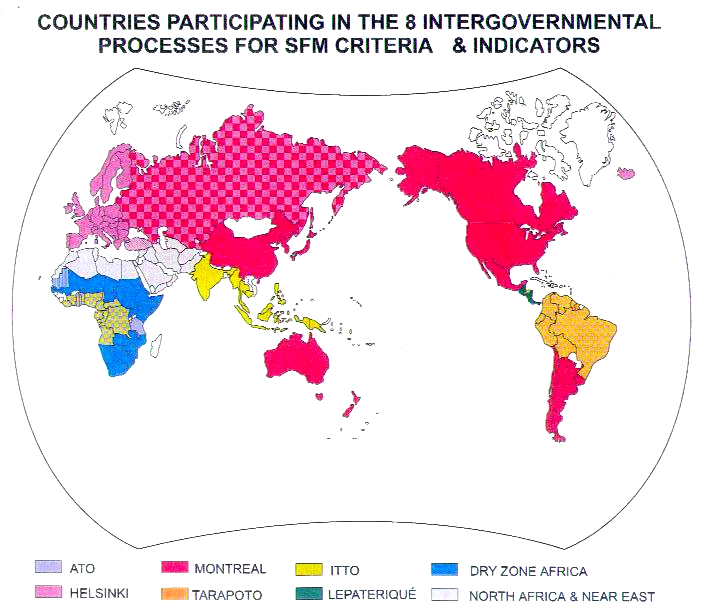 COUNTRIES PARTICIPATING IN THE 8 INTERGOVERNMENTAL
PROCESSES FOR SFM CRITERIA & INDICATORS
ATO
MONTREAL
ITTO
DRY ZONE AFRICA
HELSINKI
TARAPOTO
LEPATERIQUÉ
NORTH AFRICA & NEAR EAST